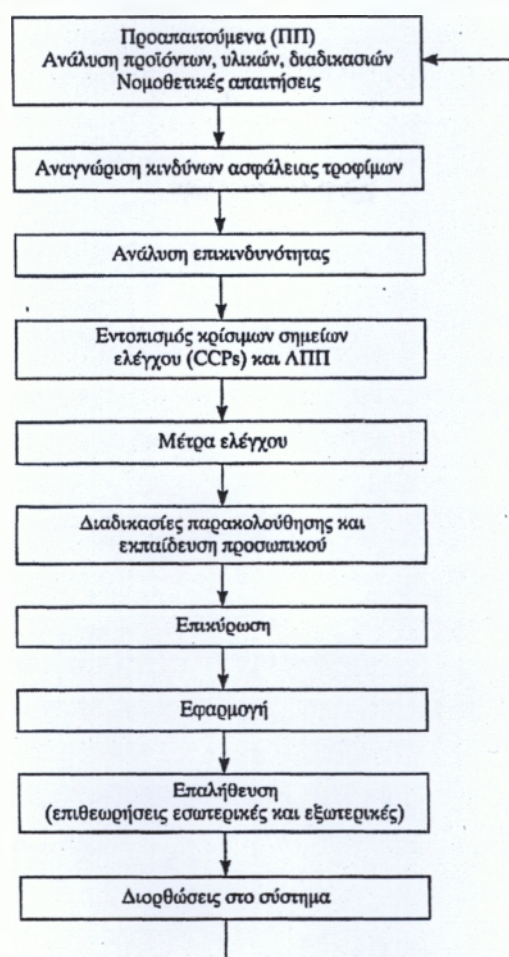 Προαπαιτούμενα (ΠΠ)
Ανάλυση προϊόντων, υλικών, διαδικασιών
Νομοθετικές απαιτήσεις
Αναγνώριση κινδύνων ασφάλειας τροφίμων
Ανάλυση επικινδυνότητας
Εντοπισμός κρίσιμων σημείων
ελέγχου (CCPs) και ΛΠΠ
Μέτρα ελέγχου
Διαδικασίες παρακολούθησης και
εκπαίδευση προσωπικού
Επικύρωση
Εφαρμογή
Επαλήθευση
(επιθεωρήσεις εσωτερικές και εξωτερικές)
Διορθώσεις στο σύστημα